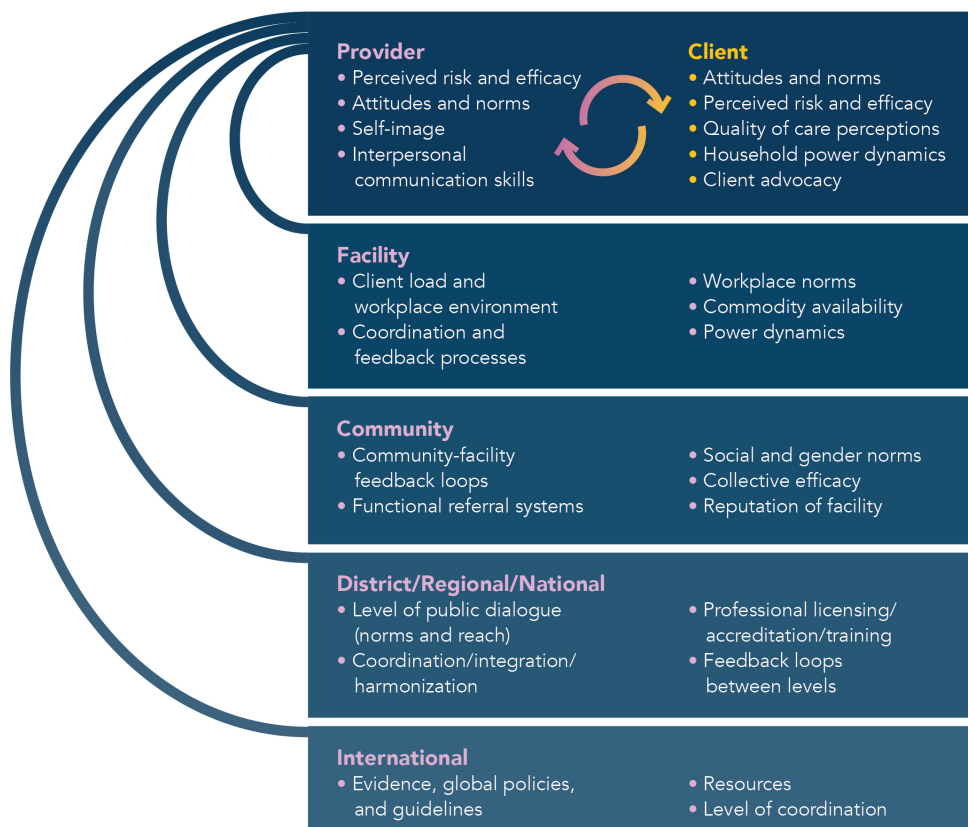 Provider
• Perceived risk and efficacy
• Attitudes and norms
• Self-image
• Interpersonal
communication skills
Client
• Attitudes and norms
• Perceived risk and efficacy
• Quality of care perceptions
• Household power dynamics
• Client advocacy
Facility
• Client load and
workplace environment
• Coordination and
feedback processes
• Workplace norms
• Commodity availability
• Power dynamics
Community
• Community-facility
feedback loops
• Functional referral systems
• Social and gender norms
• Collective efficacy
• Reputation of facility
District/Regional/National
• Level of public dialogue
(norms and reach)
• Coordination/integration/
harmonization
• Professional licensing/
accreditation/training
• Feedback loops
between levels
International
• Evidence, global policies,
and guidelines
• Resources
• Level of coordination